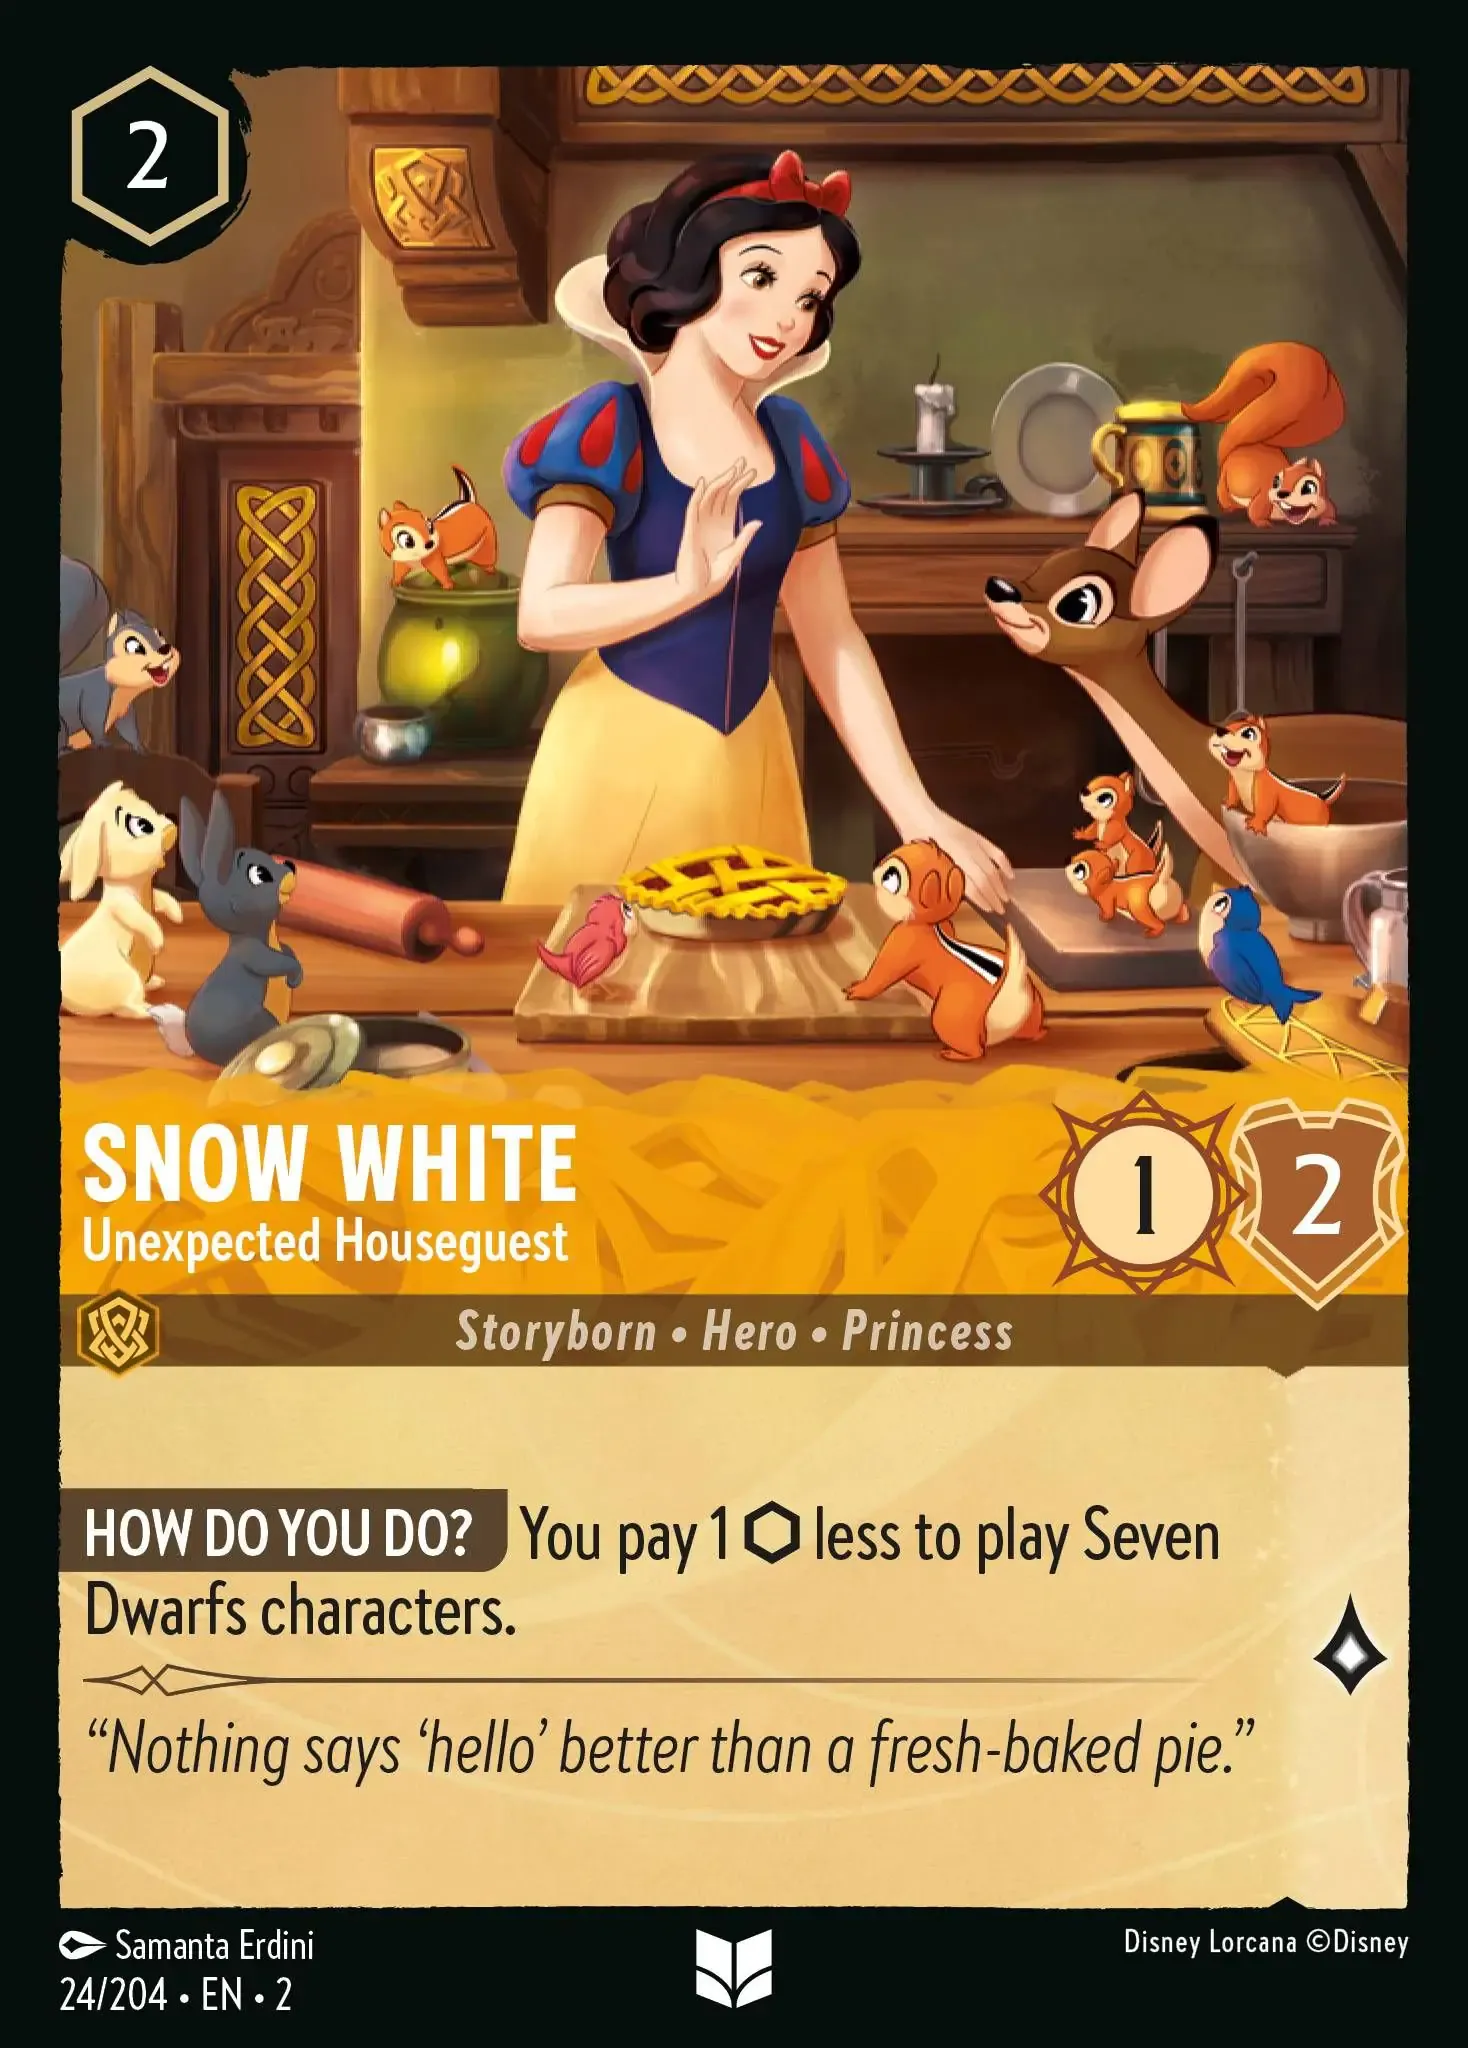 2
SNOW WHITE
Unexpected Houseguest
1
2
Storyborn • Hero • Princess
HOW DO YOU DO? You pay 1 ⬡ less to play Seven
Dwarfs characters.
“Nothing says ‘hello’ better than a fresh-baked pie.”
Samanta Erdini
24/204 • EN • 2
Disney Lorcana ©Disney